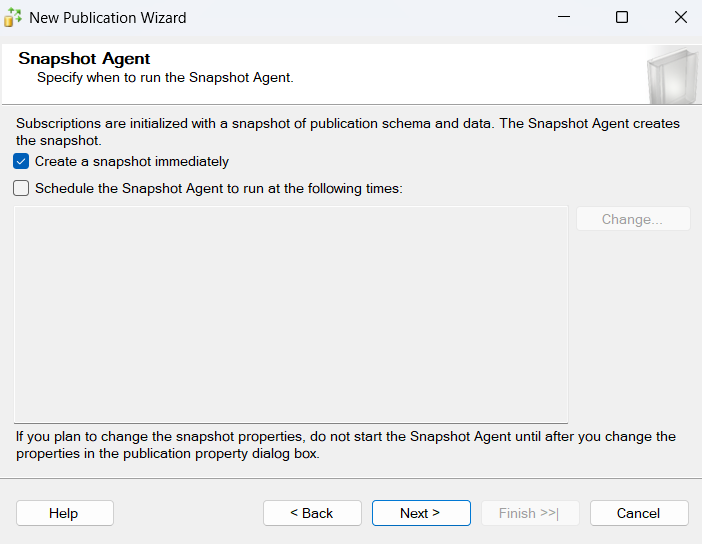 New Publication Wizard
Snapshot Agent
Specify when to run the Snapshot Agent.
Subscriptions are initialized with a snapshot of publication schema and data. The Snapshot Agent creates
the snapshot.
Create a snapshot immediately
Schedule the Snapshot Agent to run at the following times:
Change...
If you plan to change the snapshot properties, do not start the Snapshot Agent until after you change the
properties in the publication property dialog box.
Help
< Back
Next >
Finish >>|
Cancel